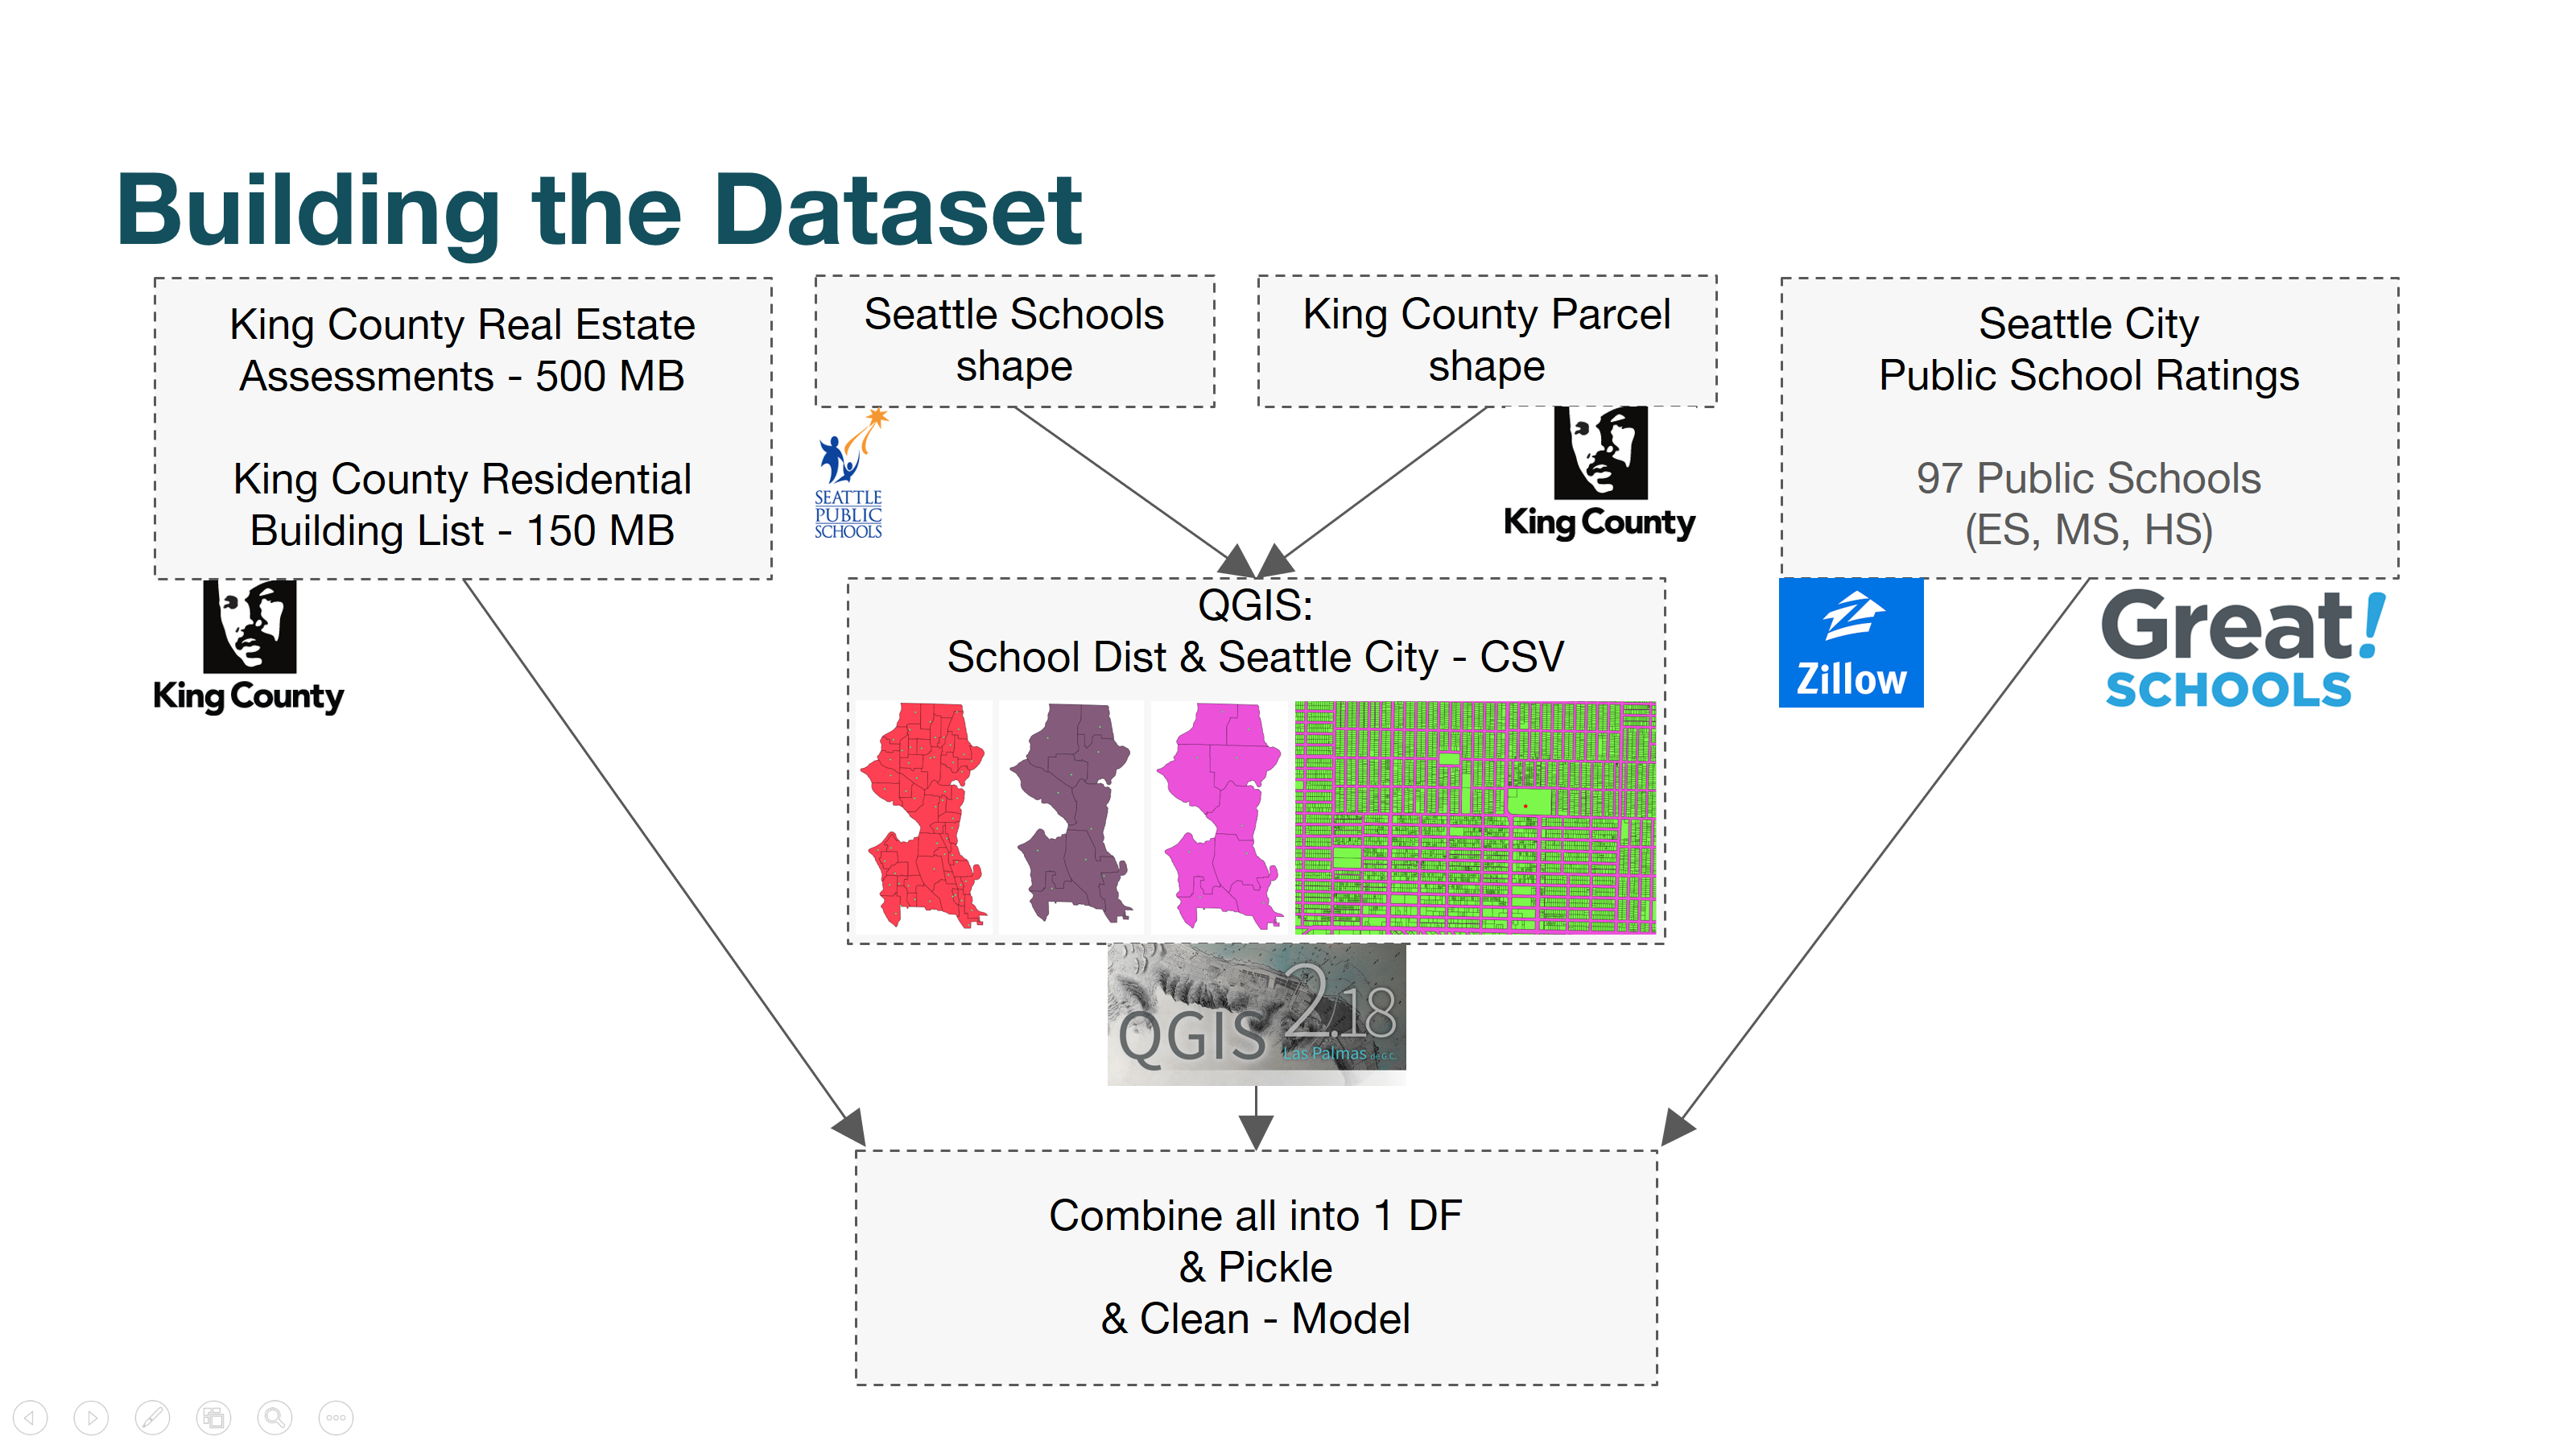 Building the Dataset
King County Real Estate
Assessments - 500 MB
King County Residential
Building List - 150 MB
King County
Seattle Schools
shape
SEATTLE
PUBLIC
SCHOOLS
King County Parcel
shape
King County
Seattle City
Public School Ratings
97 Public Schools
(ES, MS, HS)
Zillow
Great!
SCHOOLS
QGIS:
School Dist & Seattle City - CSV
QGIS 2.18
Las Palmas de G.C.
Combine all into 1 DF
& Pickle
& Clean - Model